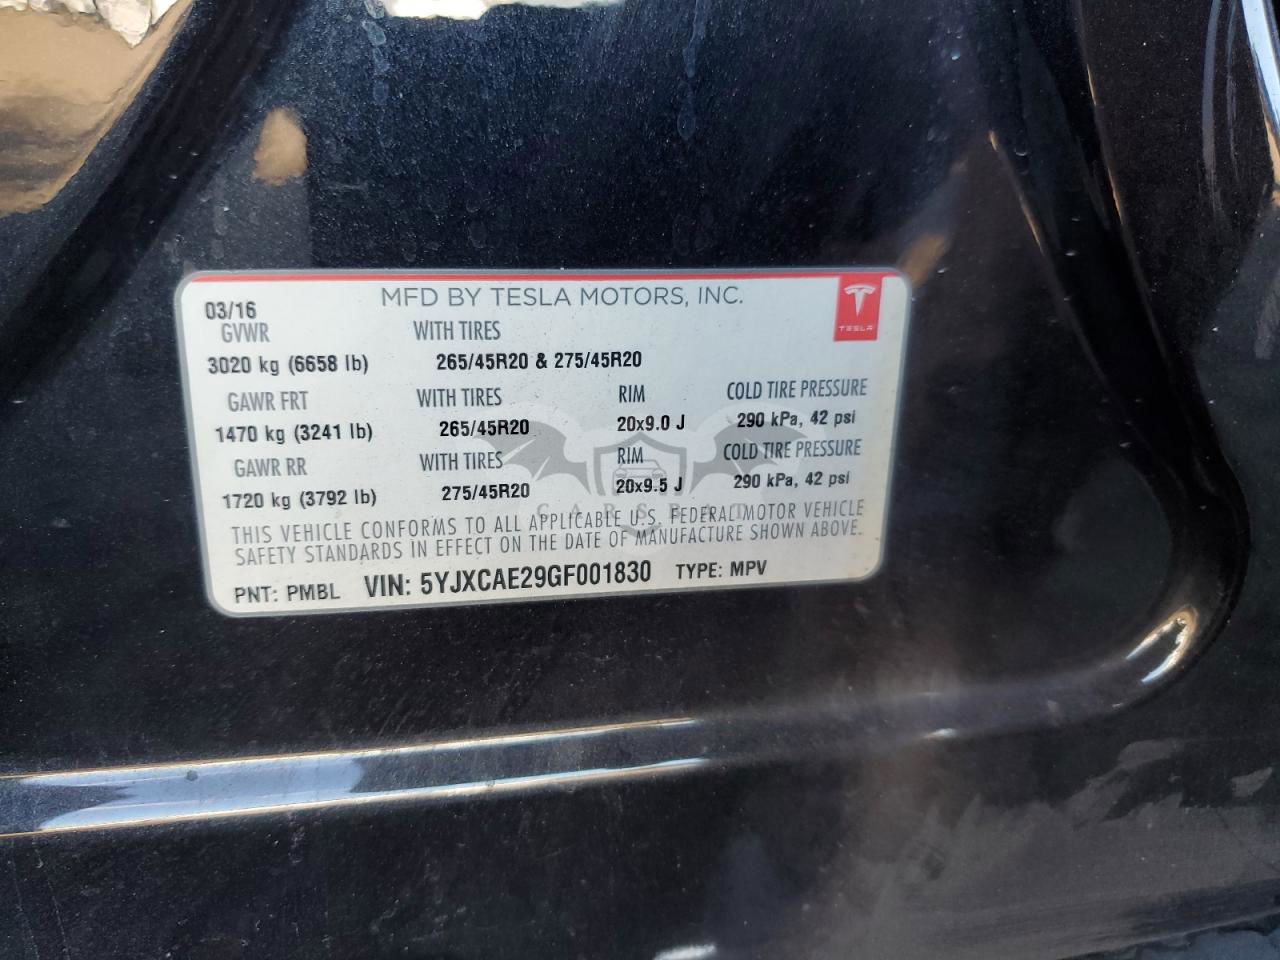 MFD BY TESLA MOTORS, INC.
TESLA
03/16
GVWR WITH TIRES
3020 kg (6658 lb) 265/45R20 & 275/45R20
GAWR FRT WITH TIRES RIM COLD TIRE PRESSURE
1470 kg (3241 lb) 265/45R20 20x9.0 J 290 kPa, 42 psi
GAWR RR WITH TIRES RIM COLD TIRE PRESSURE
1720 kg (3792 lb) 275/45R20 20x9.5 J 290 kPa, 42 psi
THIS VEHICLE CONFORMS TO ALL APPLICABLE U.S. FEDERAL MOTOR VEHICLE
SAFETY STANDARDS IN EFFECT ON THE DATE OF MANUFACTURE SHOWN ABOVE.
PNT: PMBL VIN: 5YJXCAE29GF001830 TYPE: MPV